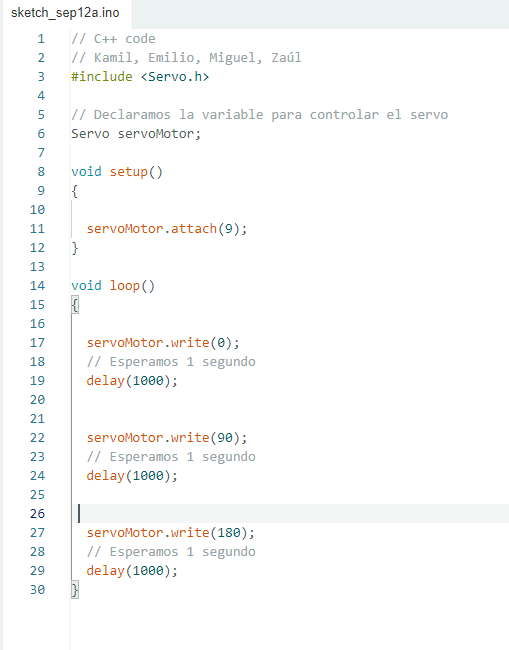 sketch_sep12a.ino
1 // C++ code
2 // Kamil, Emilio, Miguel, Zaúl
3 #include <Servo.h>
4
5 // Declaramos la variable para controlar el servo
6 Servo servoMotor;
7
8 void setup()
9 {
10
11 servoMotor.attach(9);
12 }
13
14 void loop()
15 {
16
17 servoMotor.write(0);
18 // Esperamos 1 segundo
19 delay(1000);
20
21
22 servoMotor.write(90);
23 // Esperamos 1 segundo
24 delay(1000);
25
26
27 servoMotor.write(180);
28 // Esperamos 1 segundo
29 delay(1000);
30 }